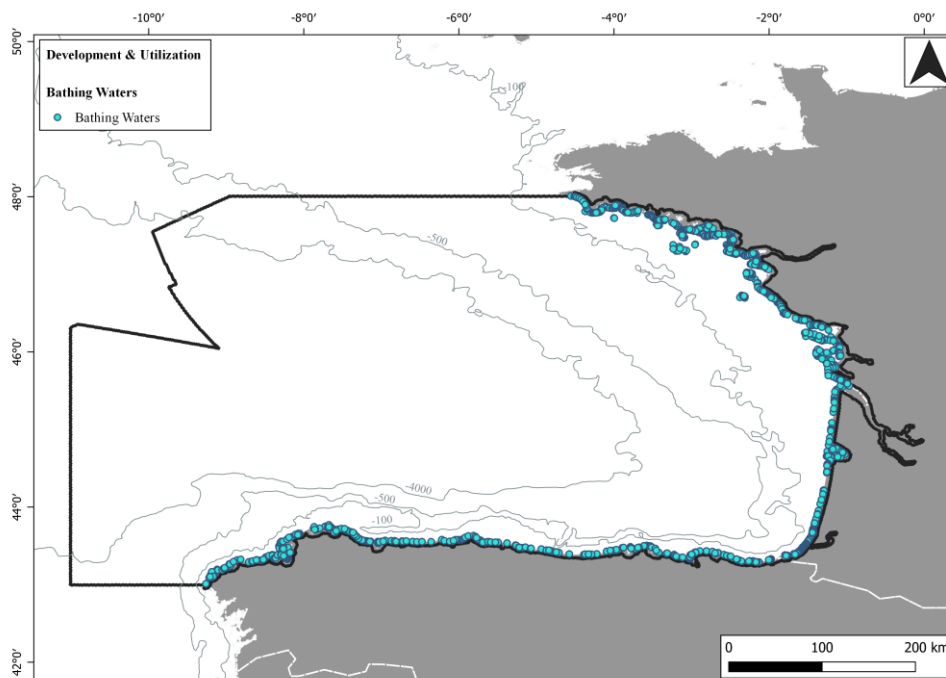 -10°0' -8°0' -6°0' -4°0' -2°0' 0°0'
50°0'
Development & Utilization
Bathing Waters
Bathing Waters
-100
48°0'
-500
46°0'
-4000
-500
-100
44°0'
42°0'
0 100 200 km